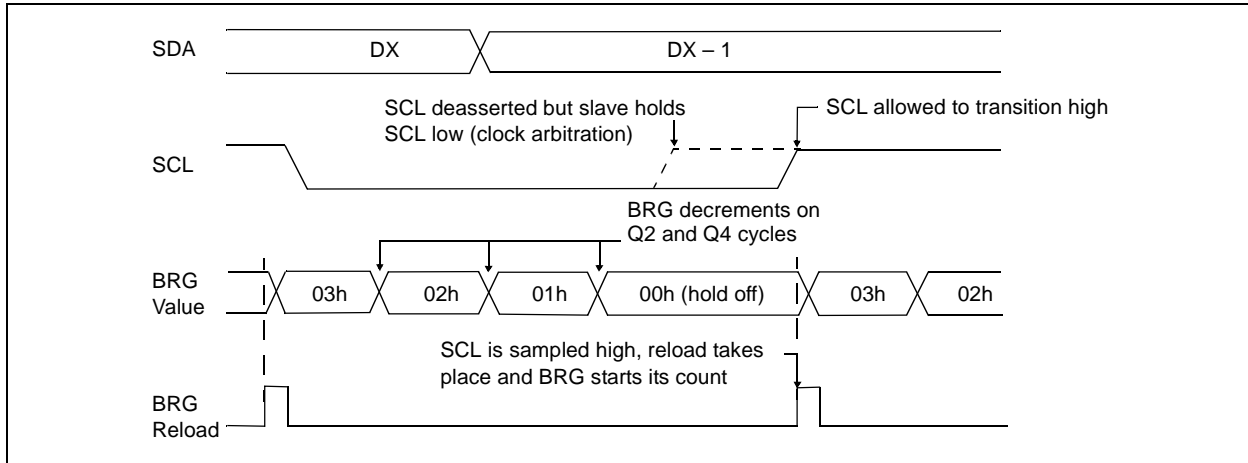 SDA
DX
DX – 1
SCL deasserted but slave holds
SCL low (clock arbitration)
SCL allowed to transition high
SCL
BRG decrements on
Q2 and Q4 cycles
BRG
Value
03h
02h
01h
00h (hold off)
03h
02h
SCL is sampled high, reload takes
place and BRG starts its count
BRG
Reload